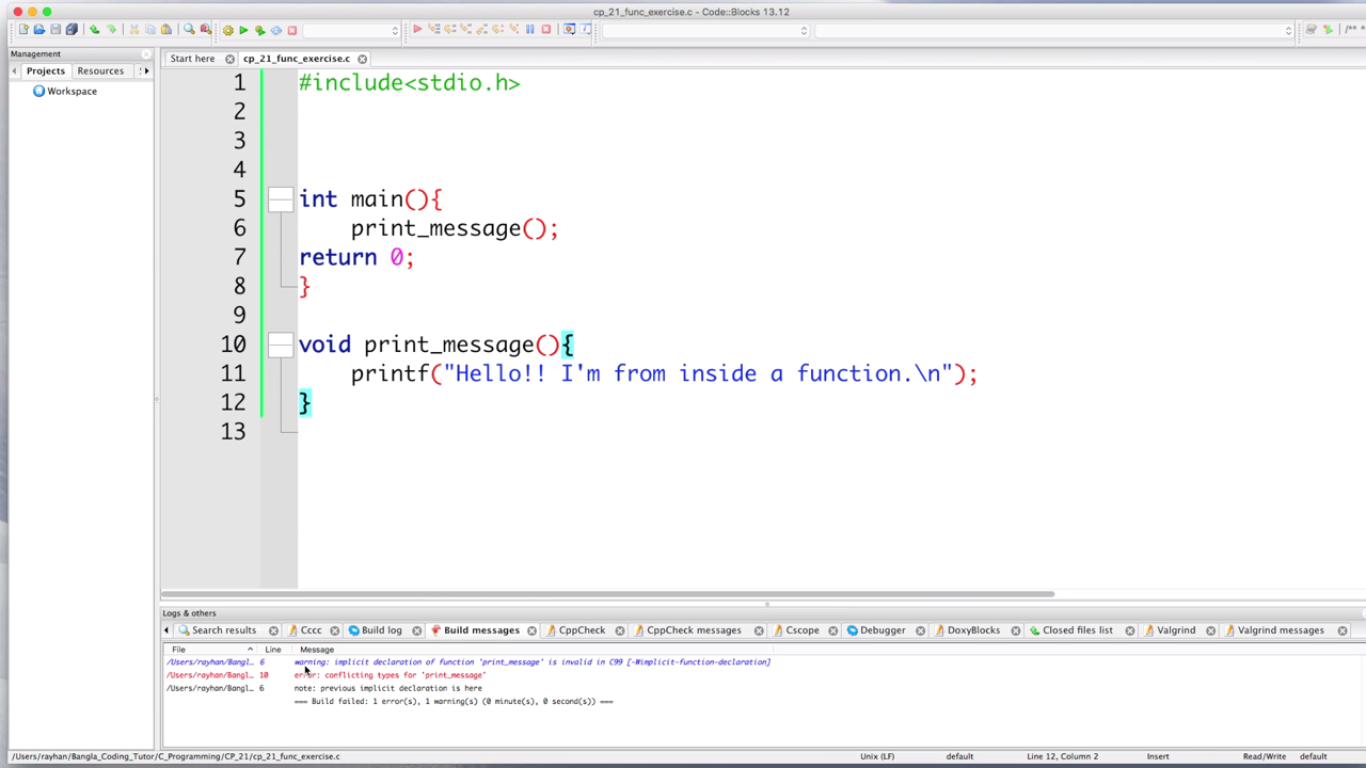 cp_21_func_exercise.c - Code::Blocks 13.12
/** *
Management
Projects Resources
Workspace
Start here cp_21_func_exercise.c
1 #include<stdio.h>
2
3
4
5 int main(){
6 print_message();
7 return 0;
8 }
9
10 void print_message(){
11 printf("Hello!! I'm from inside a function.\n");
12 }
13
Logs & others
Search results Cccc Build log Build messages CppCheck CppCheck messages Cscope Debugger DoxyBlocks Closed files list Valgrind Valgrind messages
File Line Message
/Users/rayhan/Bangl... 6 warning: implicit declaration of function 'print_message' is invalid in C99 [-Wimplicit-function-declaration]
/Users/rayhan/Bangl... 10 error: conflicting types for 'print_message'
/Users/rayhan/Bangl... 6 note: previous implicit declaration is here
=== Build failed: 1 error(s), 1 warning(s) (0 minute(s), 0 second(s)) ===
/Users/rayhan/Bangla_Coding_Tutor/C_Programming/CP_21/cp_21_func_exercise.c Unix (LF) default Line 12, Column 2 Insert Read/Write default